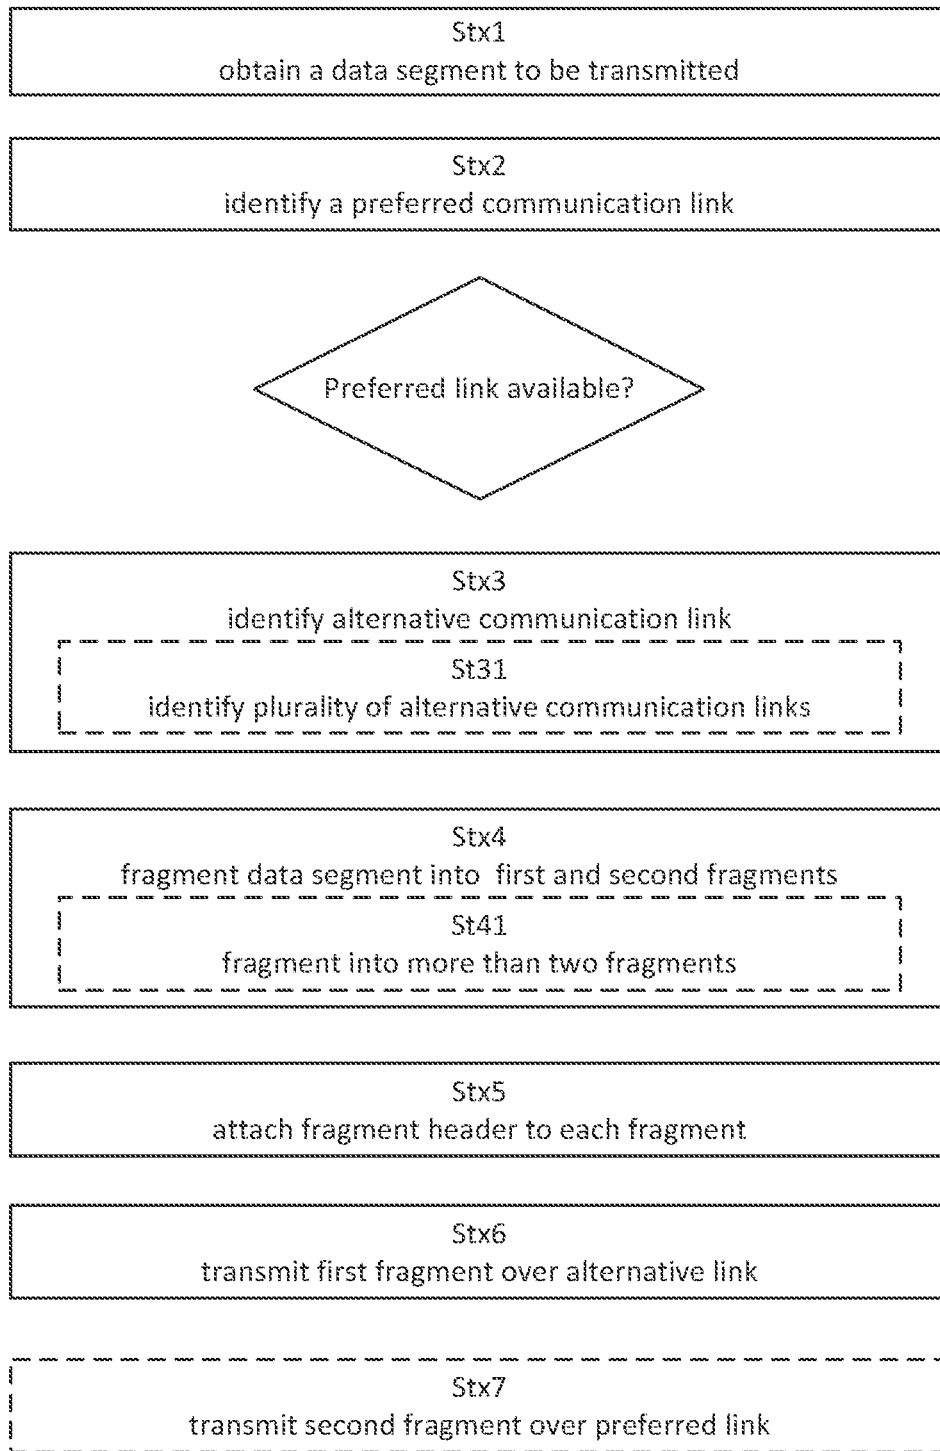 Stx1
obtain a data segment to be transmitted
Stx2
identify a preferred communication link
Preferred link available?
Stx3
identify alternative communication link
St31
identify plurality of alternative communication links
Stx4
fragment data segment into first and second fragments
St41
fragment into more than two fragments
Stx5
attach fragment header to each fragment
Stx6
transmit first fragment over alternative link
Stx7
transmit second fragment over preferred link